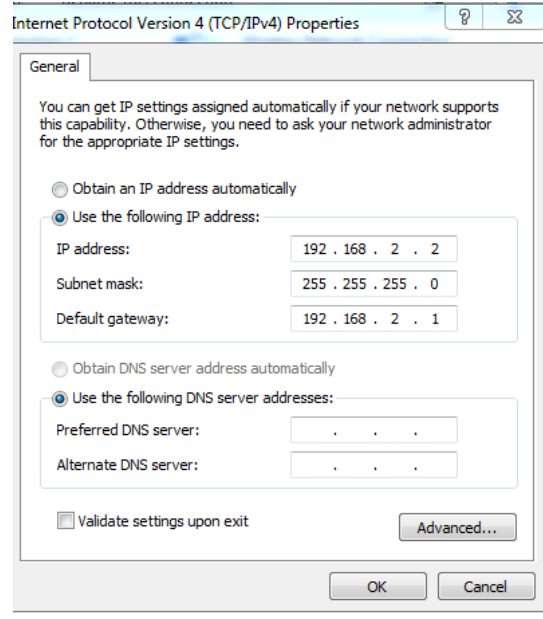 Internet Protocol Version 4 (TCP/IPv4) Properties
General
You can get IP settings assigned automatically if your network supports
this capability. Otherwise, you need to ask your network administrator
for the appropriate IP settings.
Obtain an IP address automatically
Use the following IP address:
IP address: 192 . 168 . 2 . 2
Subnet mask: 255 . 255 . 255 . 0
Default gateway: 192 . 168 . 2 . 1
Obtain DNS server address automatically
Use the following DNS server addresses:
Preferred DNS server: . . .
Alternate DNS server: . . .
Validate settings upon exit
Advanced...
OK Cancel